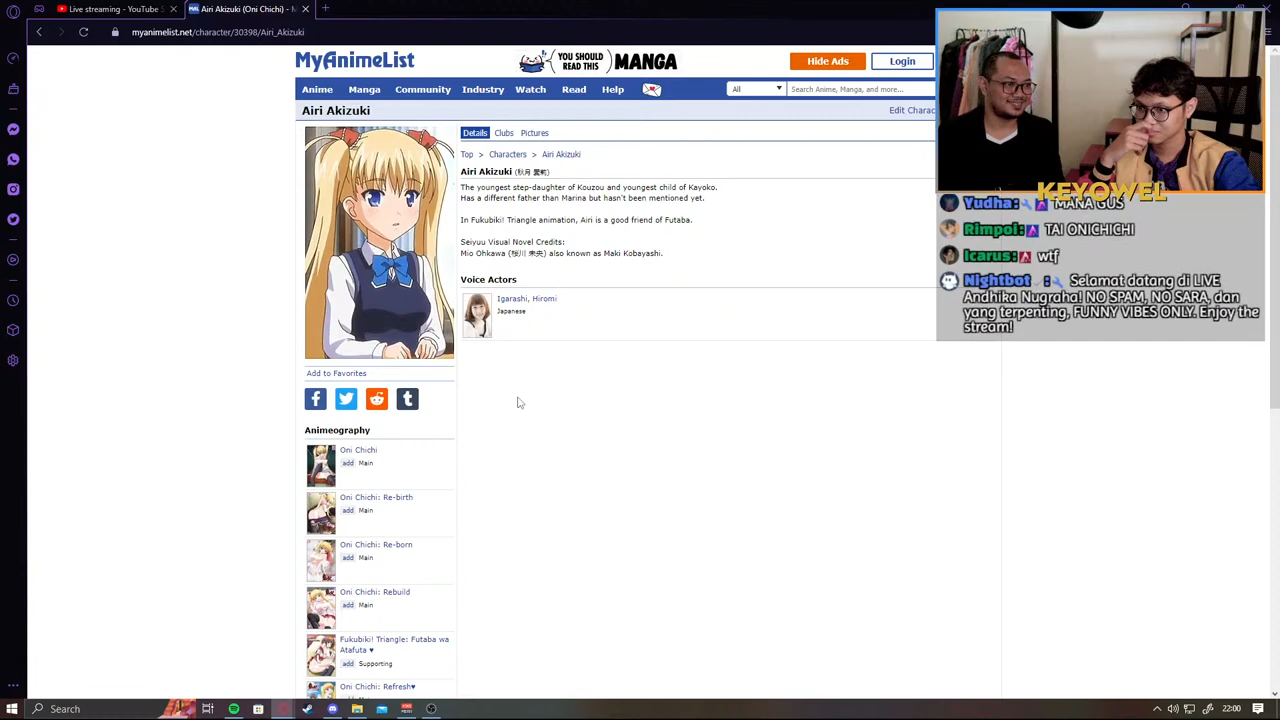 Live streaming - YouTube S
Airi Akizuki (Oni Chichi) - M
myanimelist.net/character/30398/Airi_Akizuki
MyAnimeList
YOU SHOULD READ THIS MANGA
Hide Ads
Login
Anime Manga Community Industry Watch Read Help
All
Search Anime, Manga, and more...
Airi Akizuki
Edit Charac
Details Clubs Pictures
Top > Characters > Airi Akizuki
Airi Akizuki (秋月 愛莉)
The youngest step-daughter of Kouzou and youngest child of Kayoko.
Has a different father than Marina but hasn't been mentioned yet.
In Fukubiki! Triangle animation, Airi is a good friend of Futaba.
Seiyuu Visual Novel Credits:
Mio Ohkawa (桜川 未央) also known as Maki Kobayashi.
Voice Actors
Igarashi, Hiromi
Japanese
Add to Favorites
Animeography
Oni Chichi
add Main
Oni Chichi: Re-birth
add Main
Oni Chichi: Re-born
add Main
Oni Chichi: Rebuild
add Main
Fukubiki! Triangle: Futaba wa
Atafuta ♥
add Supporting
Oni Chichi: Refresh♥
KEYOWEL
Yudha: MANA GUS
Rimpoi: TAI ONICHICHI
Icarus: wtf
Nightbot : Selamat datang di LIVE
Andhika Nugraha! NO SPAM, NO SARA, dan
yang terpenting, FUNNY VIBES ONLY. Enjoy the
stream!
Search
22:00